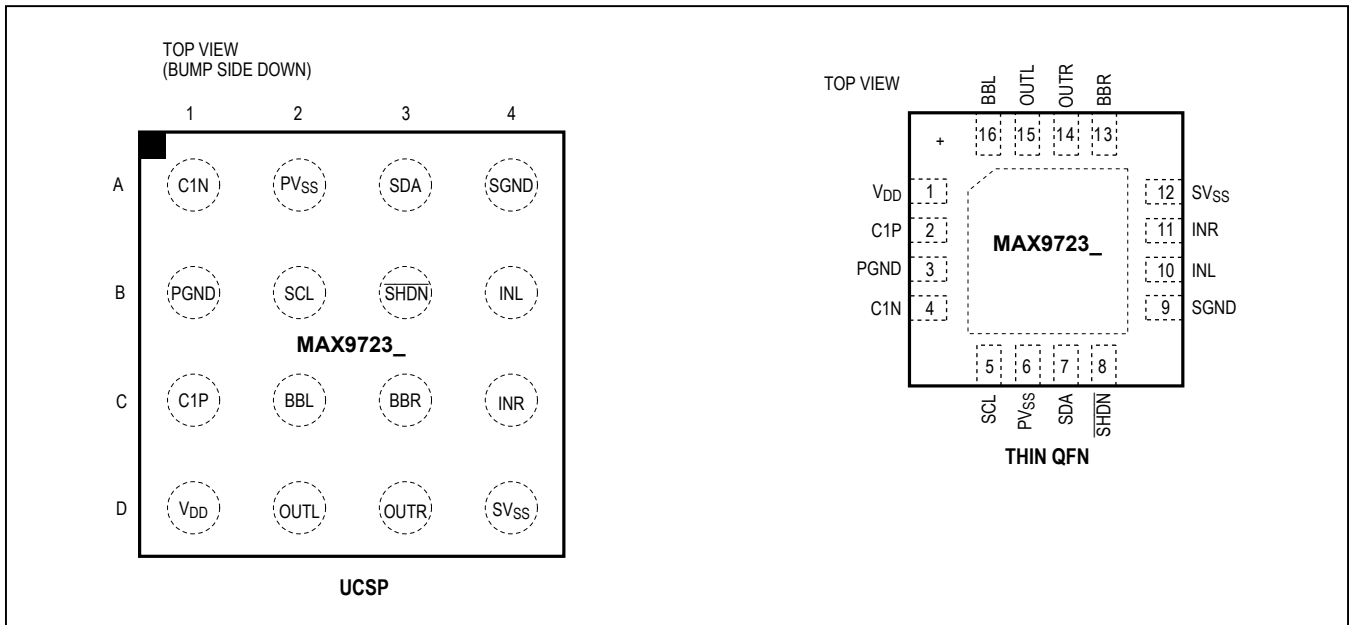 TOP VIEW
(BUMP SIDE DOWN)
1 2 3 4
A C1N PVSS SDA SGND
B PGND SCL SHDN INL
MAX9723_
C C1P BBL BBR INR
D VDD OUTL OUTR SVSS
UCSP
TOP VIEW
BBL OUTL OUTR BBR
+ 16 15 14 13
VDD 1 12 SVSS
C1P 2 11 INR
MAX9723_
PGND 3 10 INL
C1N 4 9 SGND
5 6 7 8
SCL PVSS SDA SHDN
THIN QFN